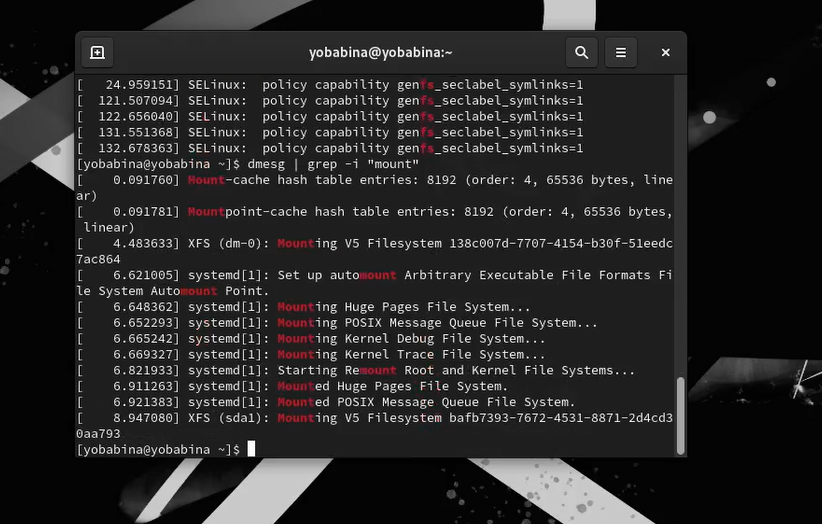 yobabina@yobabina:~
[   24.959151] SELinux:  policy capability genfs_seclabel_symlinks=1
[  121.507094] SELinux:  policy capability genfs_seclabel_symlinks=1
[  122.656040] SELinux:  policy capability genfs_seclabel_symlinks=1
[  131.551368] SELinux:  policy capability genfs_seclabel_symlinks=1
[  132.678363] SELinux:  policy capability genfs_seclabel_symlinks=1
[yobabina@yobabina ~]$ dmesg | grep -i "mount"
[    0.091760] Mount-cache hash table entries: 8192 (order: 4, 65536 bytes, line
ar)
[    0.091781] Mountpoint-cache hash table entries: 8192 (order: 4, 65536 bytes,
 linear)
[    4.483633] XFS (dm-0): Mounting V5 Filesystem 138c007d-7707-4154-b30f-51eedc
7ac864
[    6.621005] systemd[1]: Set up automount Arbitrary Executable File Formats Fi
le System Automount Point.
[    6.648362] systemd[1]: Mounting Huge Pages File System...
[    6.652293] systemd[1]: Mounting POSIX Message Queue File System...
[    6.665242] systemd[1]: Mounting Kernel Debug File System...
[    6.669327] systemd[1]: Mounting Kernel Trace File System...
[    6.821933] systemd[1]: Starting Remount Root and Kernel File Systems...
[    6.911263] systemd[1]: Mounted Huge Pages File System.
[    6.921383] systemd[1]: Mounted POSIX Message Queue File System.
[    8.947080] XFS (sda1): Mounting V5 Filesystem bafb7393-7672-4531-8871-2d4cd3
0aa793
[yobabina@yobabina ~]$